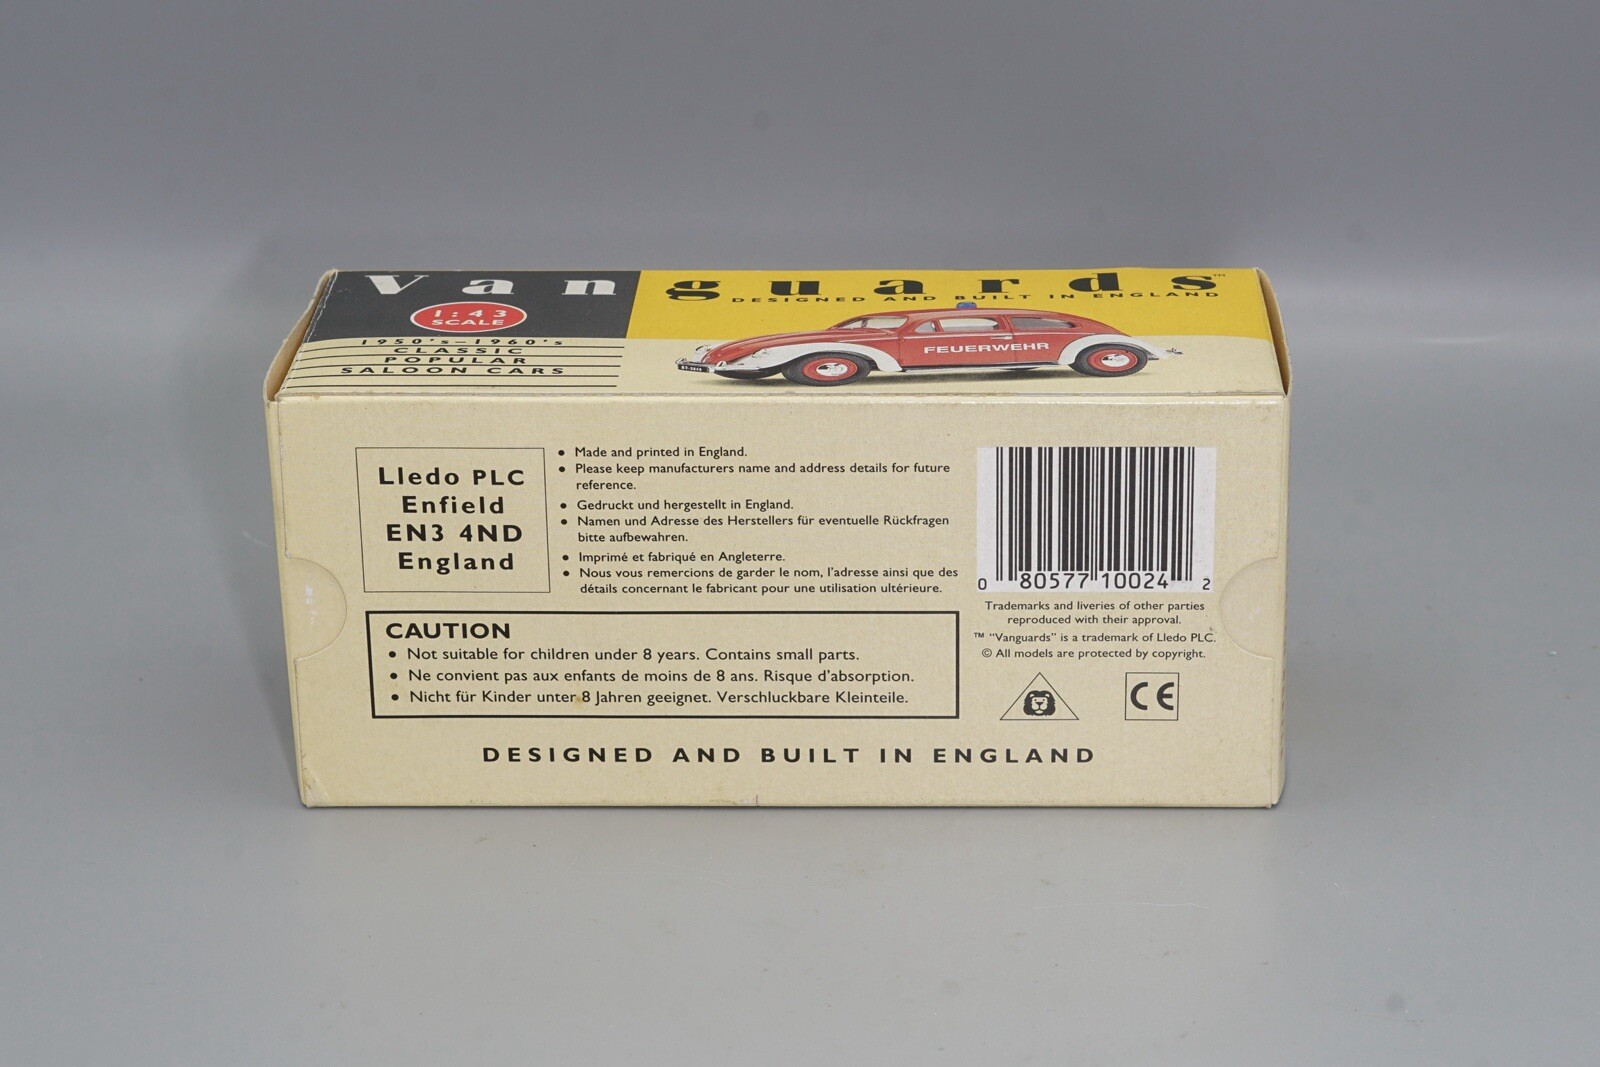 Vanguards™
DESIGNED AND BUILT IN ENGLAND
1:43
SCALE
1950's–1960's
CLASSIC
POPULAR
SALOON CARS
FEUERWEHR
Lledo PLC
Enfield
EN3 4ND
England
• Made and printed in England.
• Please keep manufacturers name and address details for future
reference.
• Gedruckt und hergestellt in England.
• Namen und Adresse des Herstellers für eventuelle Rückfragen
bitte aufbewahren.
• Imprimé et fabriqué en Angleterre.
• Nous vous remercions de garder le nom, l'adresse ainsi que des
détails concernant le fabricant pour une utilisation ultérieure.
0 80577 10024 2
Trademarks and liveries of other parties
reproduced with their approval.
™ "Vanguards" is a trademark of Lledo PLC.
© All models are protected by copyright.
CAUTION
• Not suitable for children under 8 years. Contains small parts.
• Ne convient pas aux enfants de moins de 8 ans. Risque d'absorption.
• Nicht für Kinder unter 8 Jahren geeignet. Verschluckbare Kleinteile.
CE
DESIGNED AND BUILT IN ENGLAND